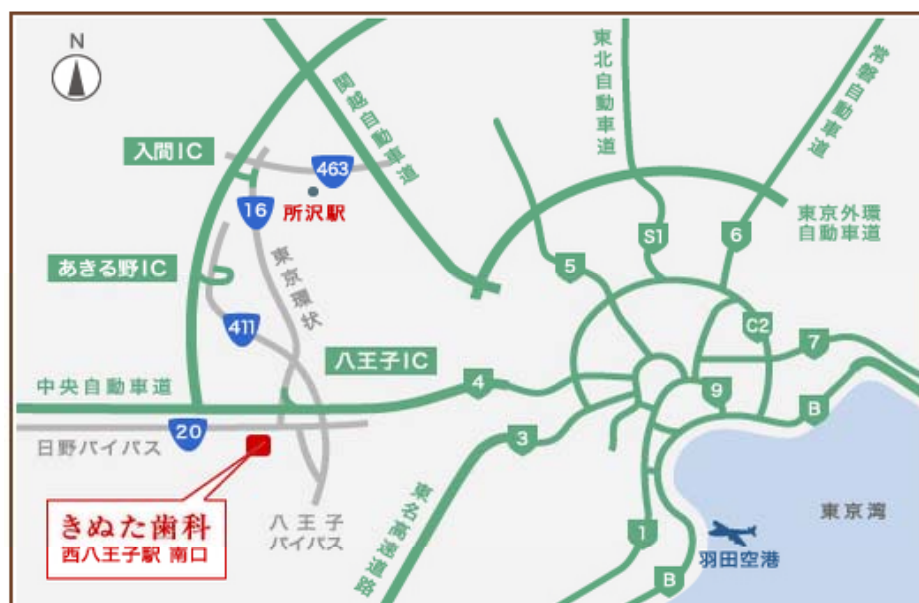 N
入間IC
463
16
所沢駅
関越自動車道
東北自動車道
常磐自動車道
東京外環
自動車道
あきる野IC
東京環状
411
5
S1
6
C2
7
八王子IC
中央自動車道
4
9
B
20
日野バイパス
3
きぬた歯科
西八王子駅 南口
八王子
バイパス
東名高速道路
1
B
羽田空港
東京湾